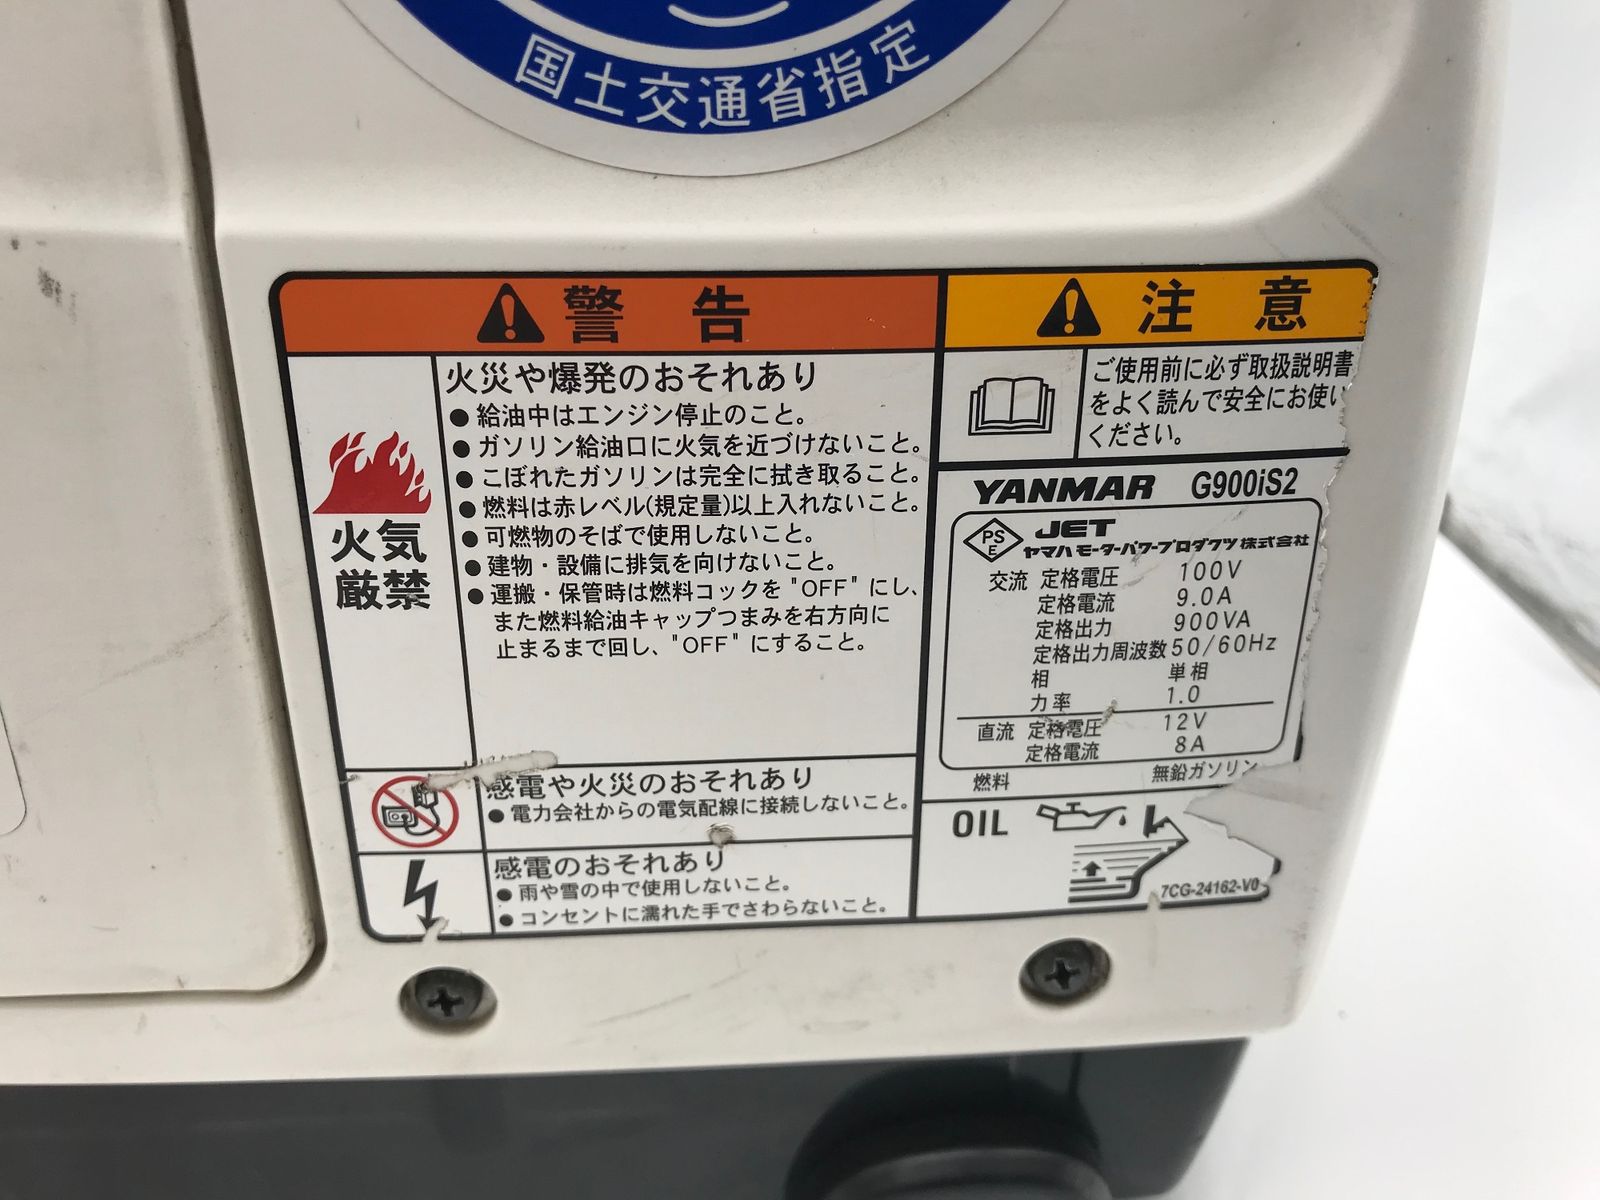 国土交通省指定
警告
火気
厳禁
火災や爆発のおそれあり
●給油中はエンジン停止のこと。
●ガソリン給油口に火気を近づけないこと。
●こぼれたガソリンは完全に拭き取ること。
●燃料は赤レベル(規定量)以上入れないこと。
●可燃物のそばで使用しないこと。
●建物・設備に排気を向けないこと。
●運搬・保管時は燃料コックを"OFF"にし、
また燃料給油キャップつまみを右方向に
止まるまで回し、"OFF"にすること。
感電や火災のおそれあり
●電力会社からの電気配線に接続しないこと。
感電のおそれあり
●雨や雪の中で使用しないこと。
●コンセントに濡れた手でさわらないこと。
注意
ご使用前に必ず取扱説明書
をよく読んで安全にお使い
ください。
YANMAR G900iS2
PS
E
JET
ヤマハモーターパワープロダクツ株式会社
交流 定格電圧 100V
定格電流 9.0A
定格出力 900VA
定格出力周波数 50/60Hz
相 単相
力率 1.0
直流 定格電圧 12V
定格電流 8A
燃料 無鉛ガソリン
OIL
7CG-24162-V0